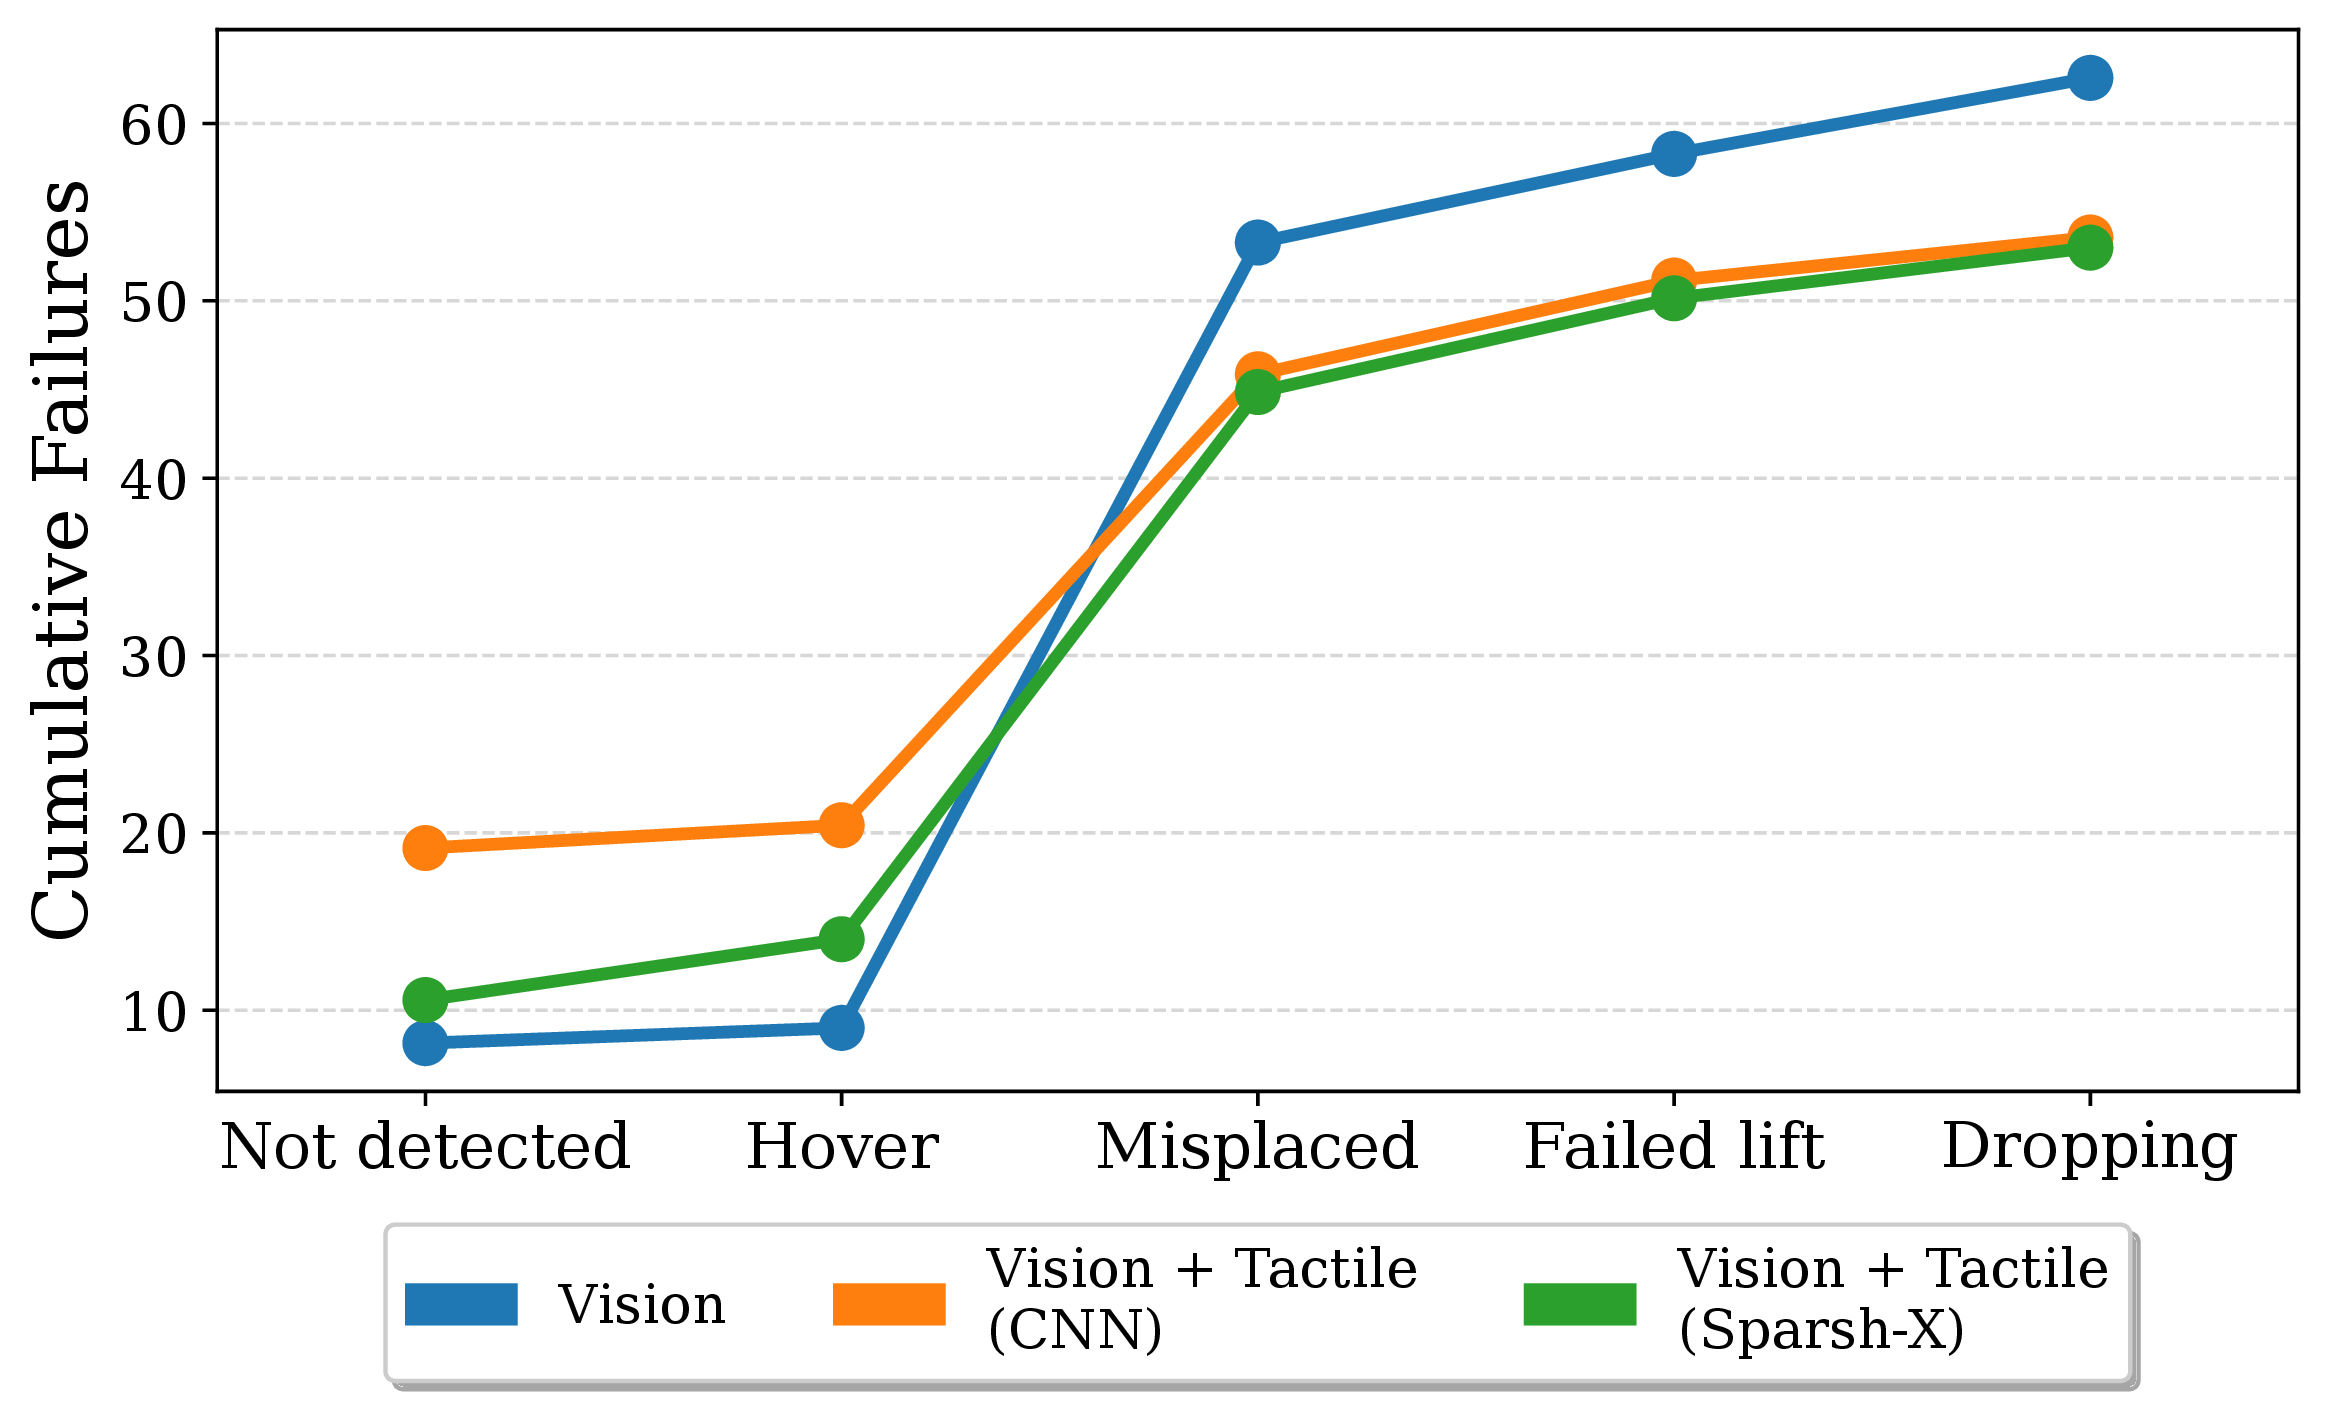 Cumulative Failures
60
50
40
30
20
10
Not detected Hover Misplaced Failed lift Dropping
Vision
Vision + Tactile
(CNN)
Vision + Tactile
(Sparsh-X)